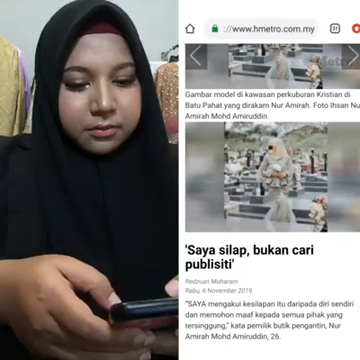 ://www.hmetro.com.my
Gambar model di kawasan perkuburan Kristian di
Batu Pahat yang dirakam Nur Amirah. Foto Ihsan Nu
Amirah Mohd Amiruddin
'Saya silap, bukan cari
publisiti'
Redzuan Muharam
Rabu, 6 November 2019
"SAYA mengakui kesilapan itu daripada diri sendiri
dan memohon maaf kepada semua pihak yang
tersinggung," kata pemilik butik pengantin, Nur
Amirah Mohd Amiruddin, 26.